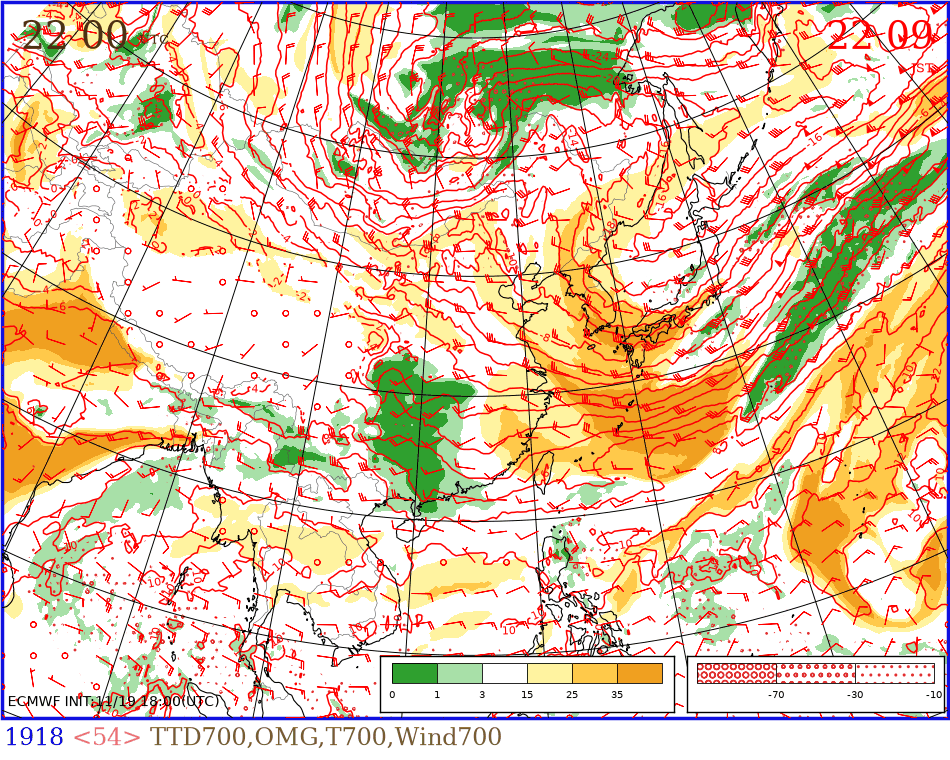 22-00 UTC
22-09
JST
0 1 3 15 25 35
-70 -30 -10
ECMWF INIT:11/19 18:00(UTC)
1918 <54> TTD700,OMG,T700,Wind700